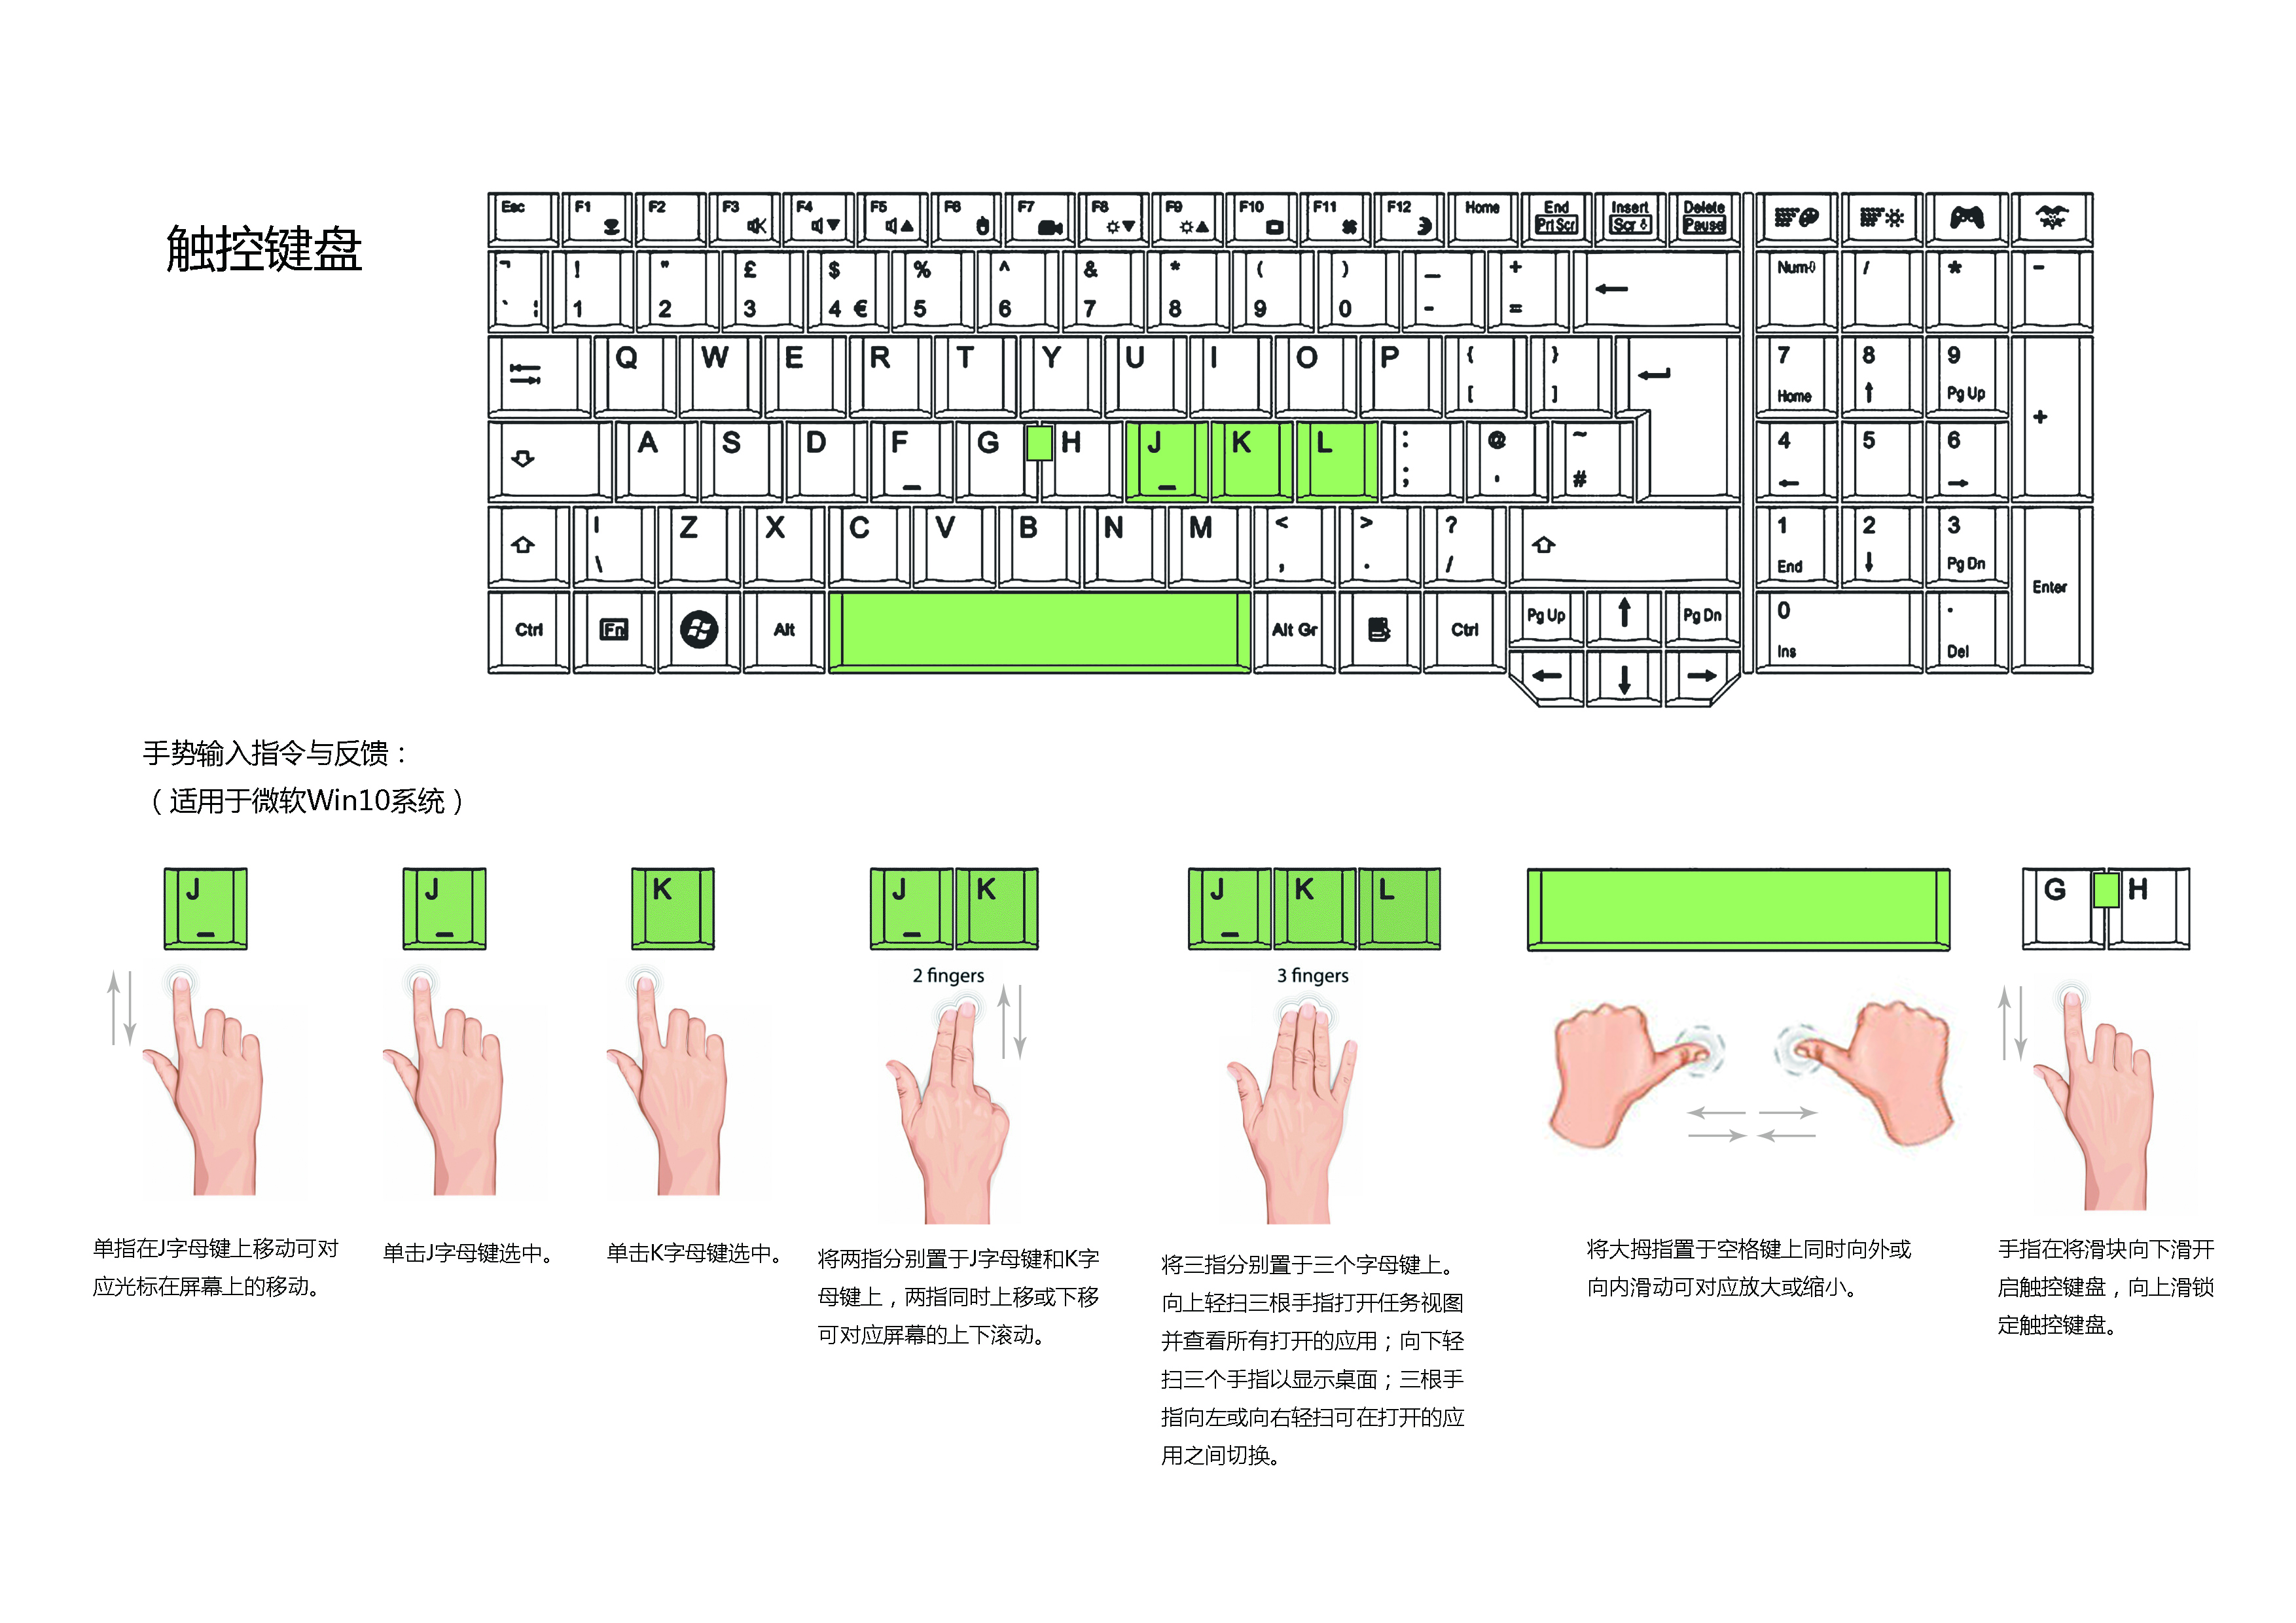 触控键盘
Esc F1 F2 F3 F4 F5 F6 F7 F8 F9 F10 F11 F12 Home End Prt Scr Insert Scr Delete Pause
¬ ` ¦ ! 1 " 2 £ 3 $ 4 € % 5 ^ 6 & 7 * 8 ( 9 ) 0 _ - + = Num / * -
Q W E R T Y U I O P { [ } ] 7 Home 8 9 Pg Up +
A S D F G H J K L : ; @ ' ~ # 4 5 6
| \ Z X C V B N M < , > . ? / 1 End 2 3 Pg Dn Enter
Ctrl Fn Alt Alt Gr Ctrl Pg Up Pg Dn 0 Ins . Del
手势输入指令与反馈：
（适用于微软Win10系统）
J J K J K J K L G H
2 fingers 3 fingers
单指在J字母键上移动可对
应光标在屏幕上的移动。
单击J字母键选中。
单击K字母键选中。
将两指分别置于J字母键和K字
母键上，两指同时上移或下移
可对应屏幕的上下滚动。
将三指分别置于三个字母键上。
向上轻扫三根手指打开任务视图
并查看所有打开的应用；向下轻
扫三个手指以显示桌面；三根手
指向左或向右轻扫可在打开的应
用之间切换。
将大拇指置于空格键上同时向外或
向内滑动可对应放大或缩小。
手指在将滑块向下滑开
启触控键盘，向上滑锁
定触控键盘。